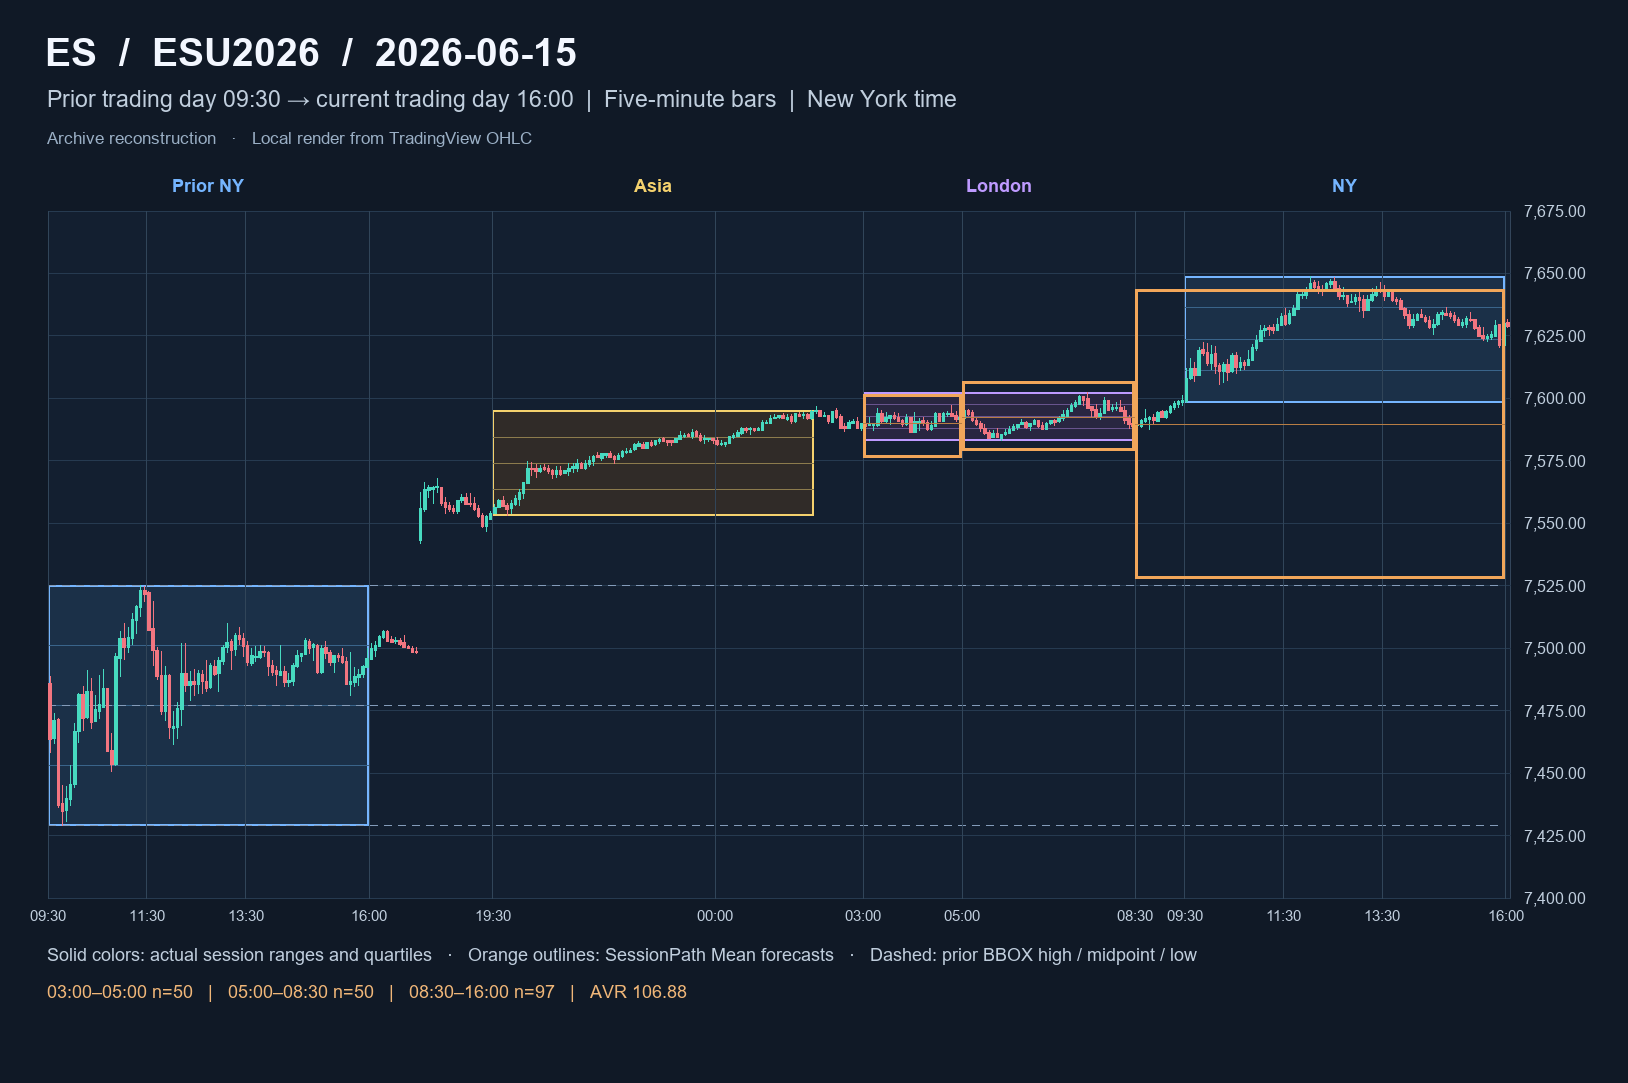 ES / ESU2026 / 2026-06-15
Prior trading day 09:30 → current trading day 16:00 | Five-minute bars | New York time
Archive reconstruction · Local render from TradingView OHLC
Prior NY Asia London NY
7,675.00
7,650.00
7,625.00
7,600.00
7,575.00
7,550.00
7,525.00
7,500.00
7,475.00
7,450.00
7,425.00
7,400.00
09:30 11:30 13:30 16:00 19:30 00:00 03:00 05:00 08:30 09:30 11:30 13:30 16:00
Solid colors: actual session ranges and quartiles · Orange outlines: SessionPath Mean forecasts · Dashed: prior BBOX high / midpoint / low
03:00–05:00 n=50 | 05:00–08:30 n=50 | 08:30–16:00 n=97 | AVR 106.88